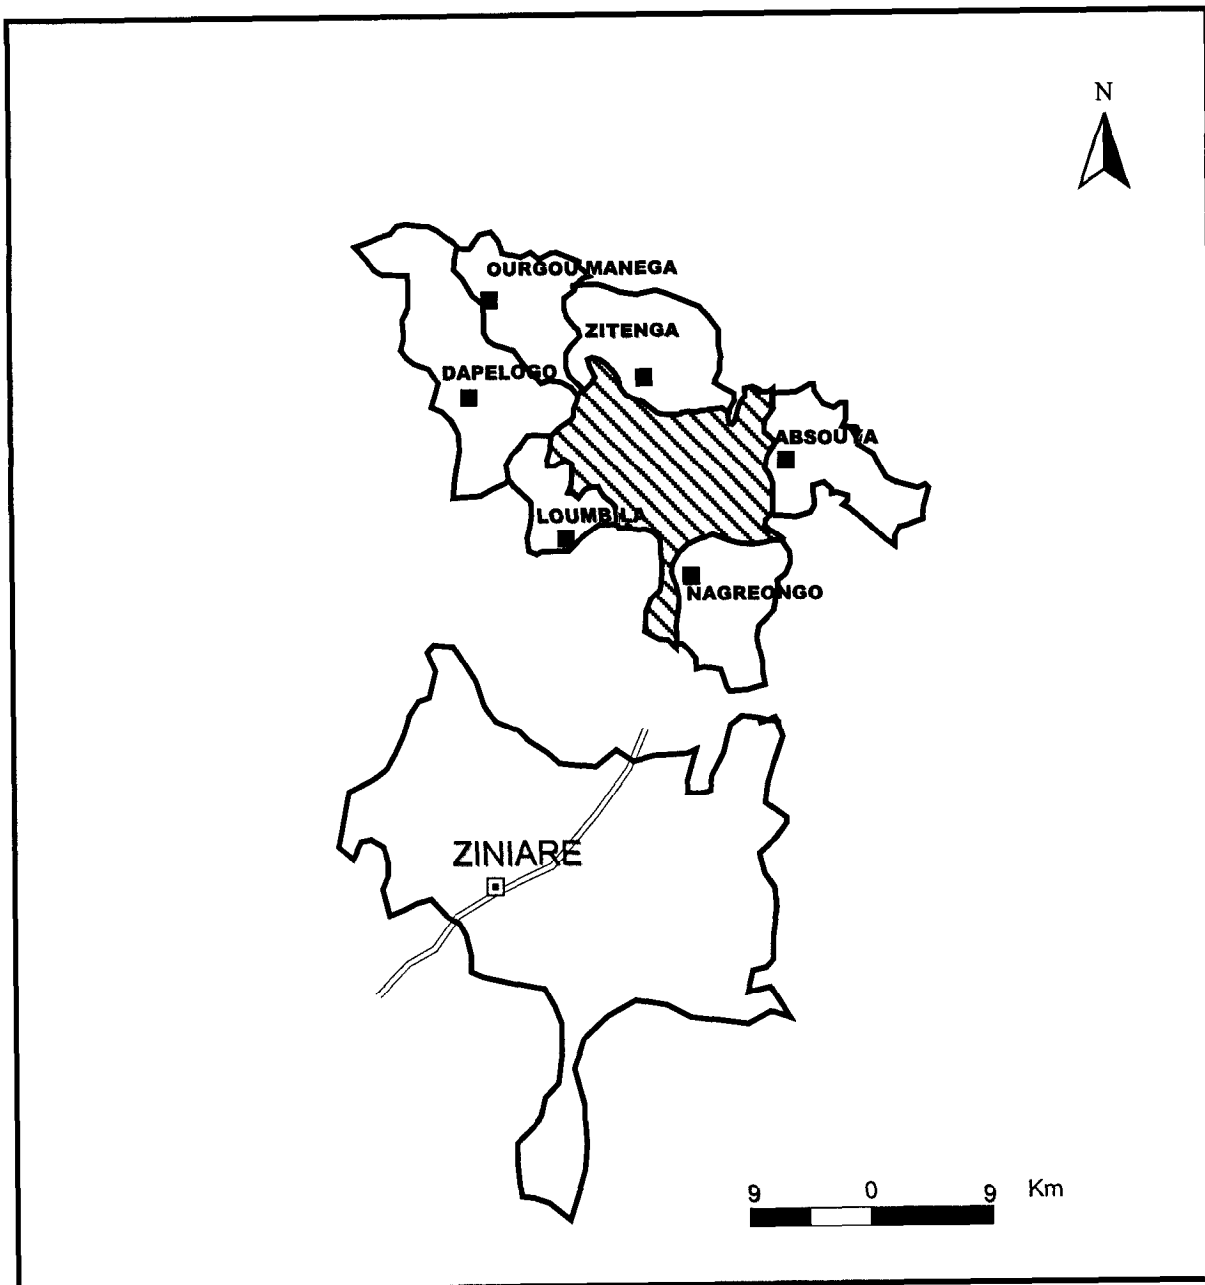 N
OURGOU MANEGA
ZITENGA
DAPELOGO
ABSOUYA
LOUMBILA
NAGREONGO
ZINIARE
9 0 9 Km